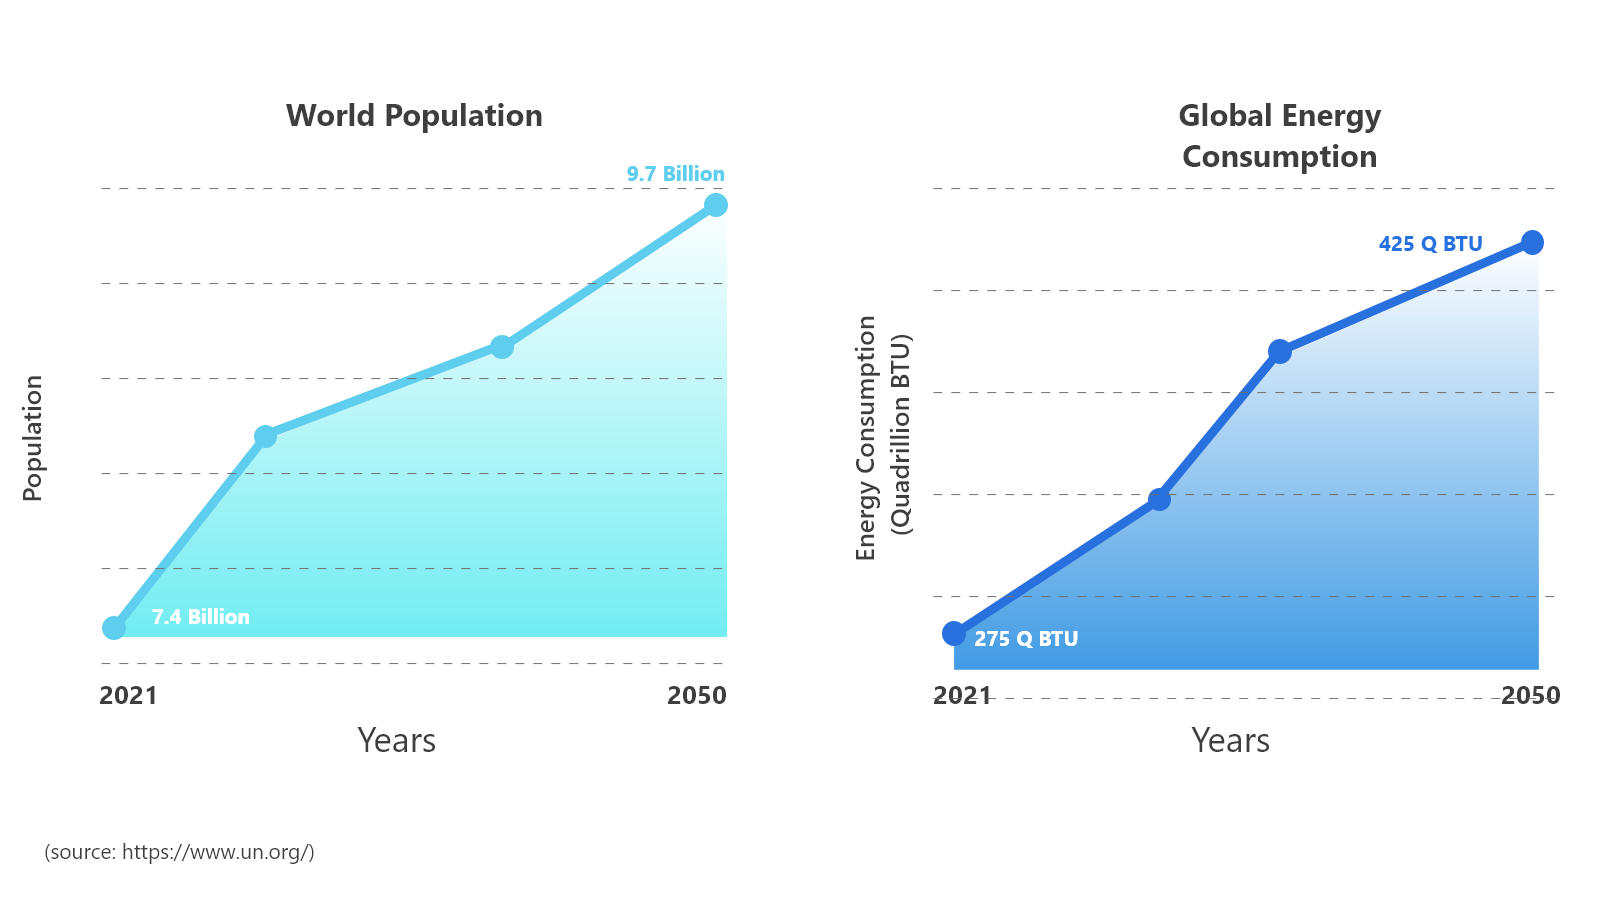 World Population
9.7 Billion
Population
7.4 Billion
2021
2050
Years
Global Energy
Consumption
425 Q BTU
Energy Consumption
(Quadrillion BTU)
275 Q BTU
2021
2050
Years
(source: https://www.un.org/)